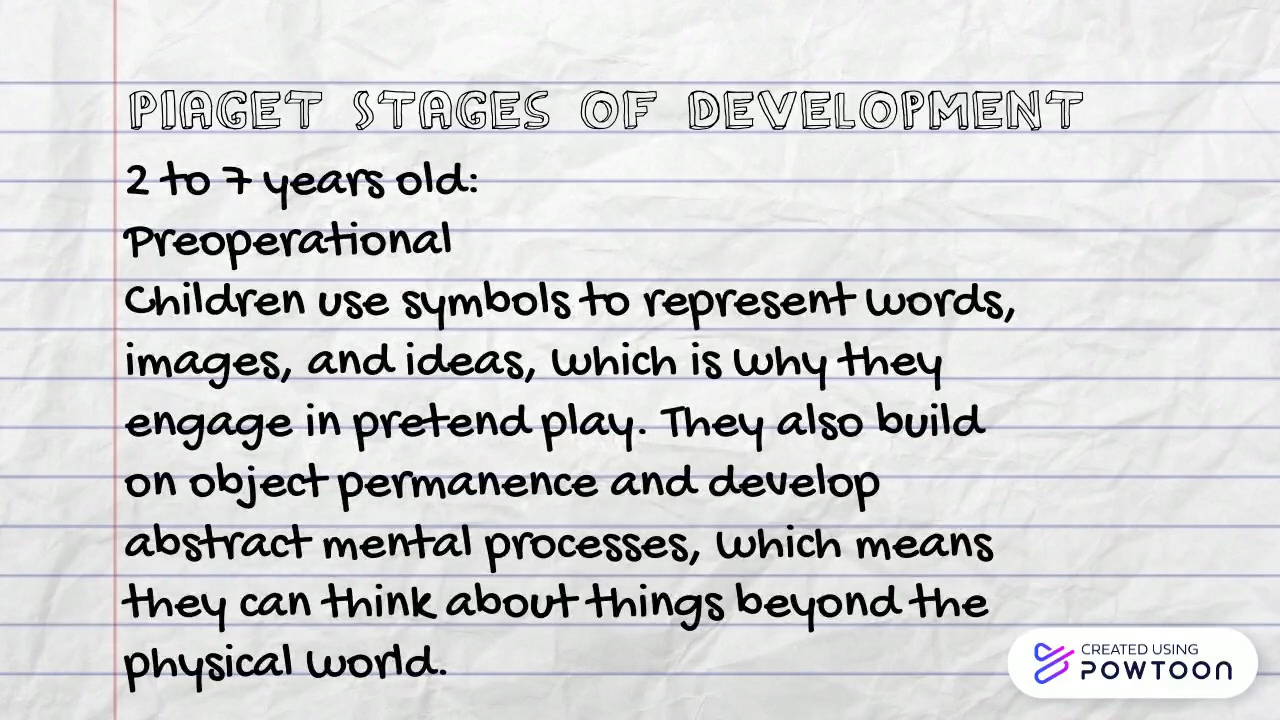 PIAGET STAGES OF DEVELOPMENT
2 to 7 years old:
Preoperational
Children use symbols to represent words,
images, and ideas, which is why they
engage in pretend play. They also build
on object permanence and develop
abstract mental processes, which means
they can think about things beyond the
physical world.
CREATED USING
POWTOON